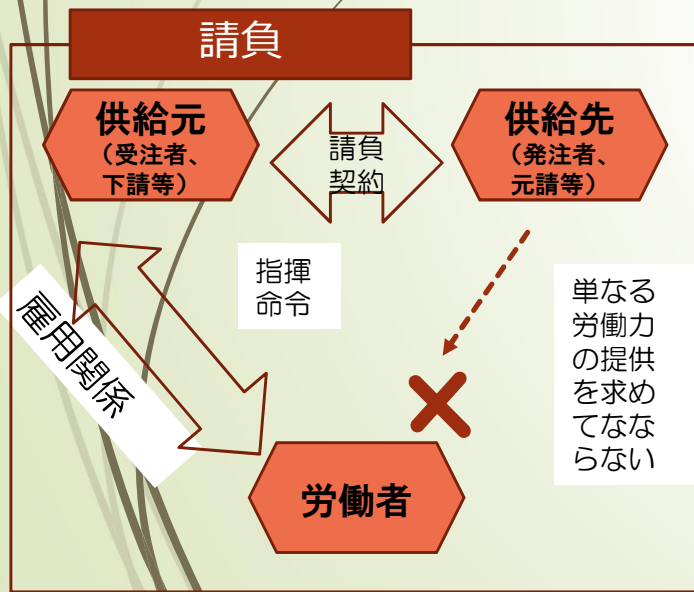 請負
供給元
（受注者、
下請等）
請負
契約
供給先
（発注者、
元請等）
指揮
命令
雇用関係
単なる
労働力
の提供
を求め
てなな
らない
労働者